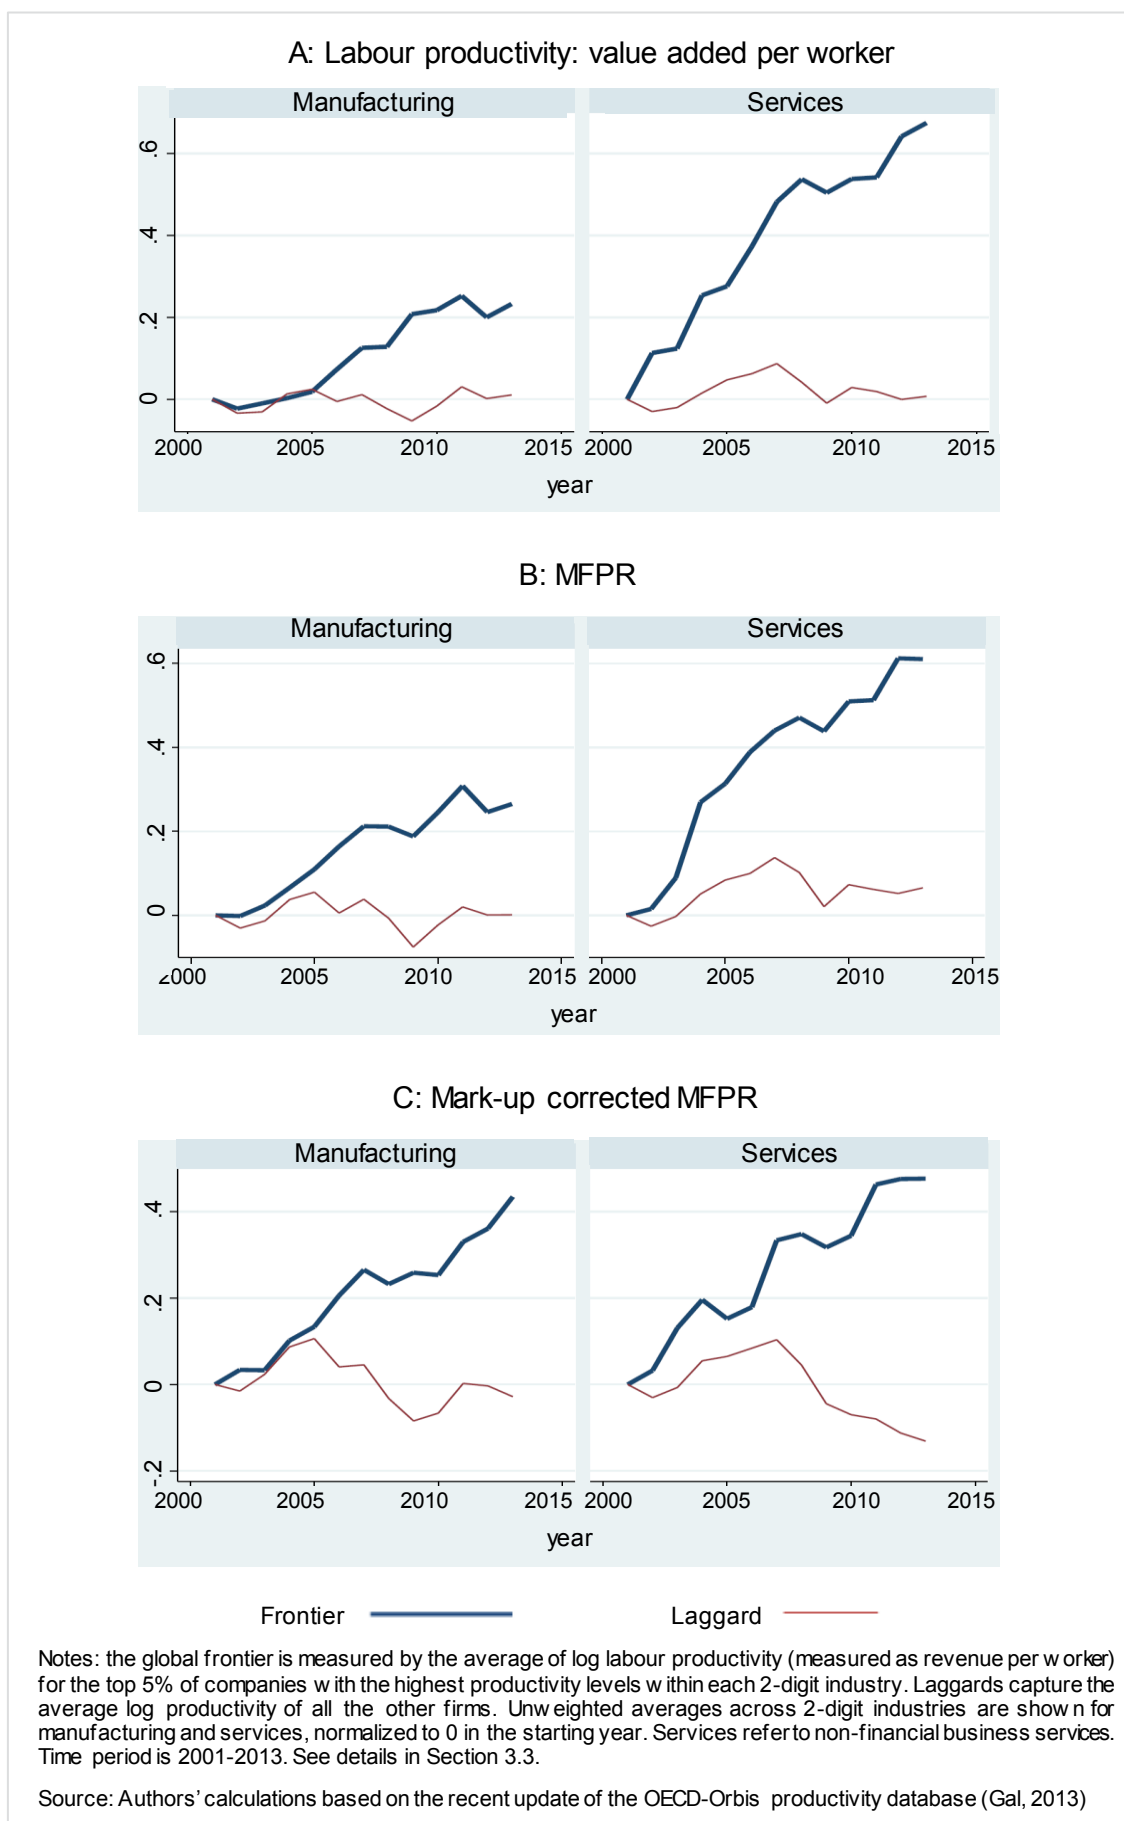 A: Labour productivity: value added per worker
Manufacturing Services
.6
.4
.2
0
2000 2005 2010 2015 2000 2005 2010 2015
year
B: MFPR
Manufacturing Services
.6
.4
.2
0
2000 2005 2010 2015 2000 2005 2010 2015
year
C: Mark-up corrected MFPR
Manufacturing Services
.4
.2
0
-.2
2000 2005 2010 2015 2000 2005 2010 2015
year
Frontier Laggard
Notes: the global frontier is measured by the average of log labour productivity (measured as revenue per worker)
for the top 5% of companies with the highest productivity levels within each 2-digit industry. Laggards capture the
average log productivity of all the other firms. Unweighted averages across 2-digit industries are shown for
manufacturing and services, normalized to 0 in the starting year. Services refer to non-financial business services.
Time period is 2001-2013. See details in Section 3.3.
Source: Authors' calculations based on the recent update of the OECD-Orbis productivity database (Gal, 2013)